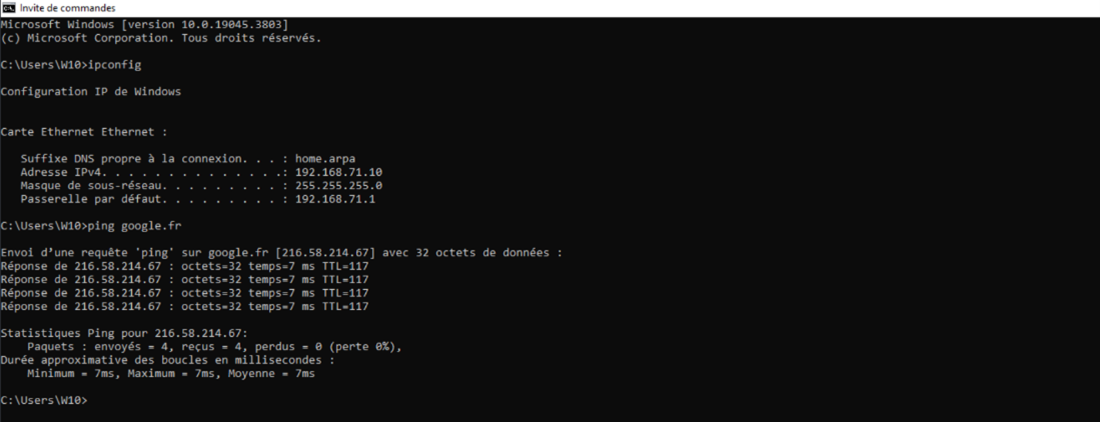 Invite de commandes
Microsoft Windows [version 10.0.19045.3803]
(c) Microsoft Corporation. Tous droits réservés.
C:\Users\W10>ipconfig
Configuration IP de Windows
Carte Ethernet Ethernet :
   Suffixe DNS propre à la connexion. . . : home.arpa
   Adresse IPv4. . . . . . . . . . . . . .: 192.168.71.10
   Masque de sous-réseau. . . . . . . . . : 255.255.255.0
   Passerelle par défaut. . . . . . . . . : 192.168.71.1
C:\Users\W10>ping google.fr
Envoi d’une requête 'ping' sur google.fr [216.58.214.67] avec 32 octets de données :
Réponse de 216.58.214.67 : octets=32 temps=7 ms TTL=117
Réponse de 216.58.214.67 : octets=32 temps=7 ms TTL=117
Réponse de 216.58.214.67 : octets=32 temps=7 ms TTL=117
Réponse de 216.58.214.67 : octets=32 temps=7 ms TTL=117
Statistiques Ping pour 216.58.214.67:
    Paquets : envoyés = 4, reçus = 4, perdus = 0 (perte 0%),
Durée approximative des boucles en millisecondes :
    Minimum = 7ms, Maximum = 7ms, Moyenne = 7ms
C:\Users\W10>